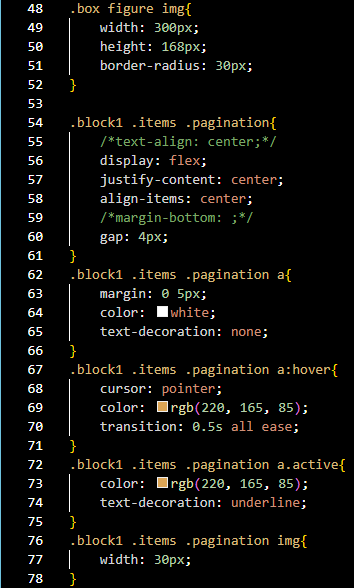 48 .box figure img{
49     width: 300px;
50     height: 168px;
51     border-radius: 30px;
52 }
53
54 .block1 .items .pagination{
55     /*text-align: center;*/
56     display: flex;
57     justify-content: center;
58     align-items: center;
59     /*margin-bottom: ;*/
60     gap: 4px;
61 }
62 .block1 .items .pagination a{
63     margin: 0 5px;
64     color: white;
65     text-decoration: none;
66 }
67 .block1 .items .pagination a:hover{
68     cursor: pointer;
69     color: rgb(220, 165, 85);
70     transition: 0.5s all ease;
71 }
72 .block1 .items .pagination a.active{
73     color: rgb(220, 165, 85);
74     text-decoration: underline;
75 }
76 .block1 .items .pagination img{
77     width: 30px;
78 }